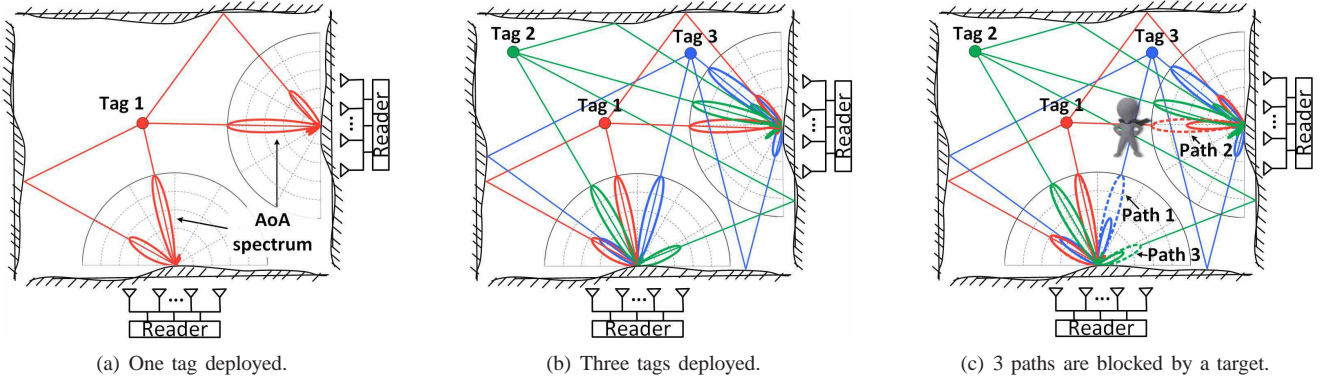 Tag 1
AoA
spectrum
Reader
Reader
(a) One tag deployed.
Tag 2
Tag 3
Tag 1
Reader
Reader
(b) Three tags deployed.
Tag 2
Tag 3
Tag 1
Path 2
Path 1
Path 3
Reader
Reader
(c) 3 paths are blocked by a target.